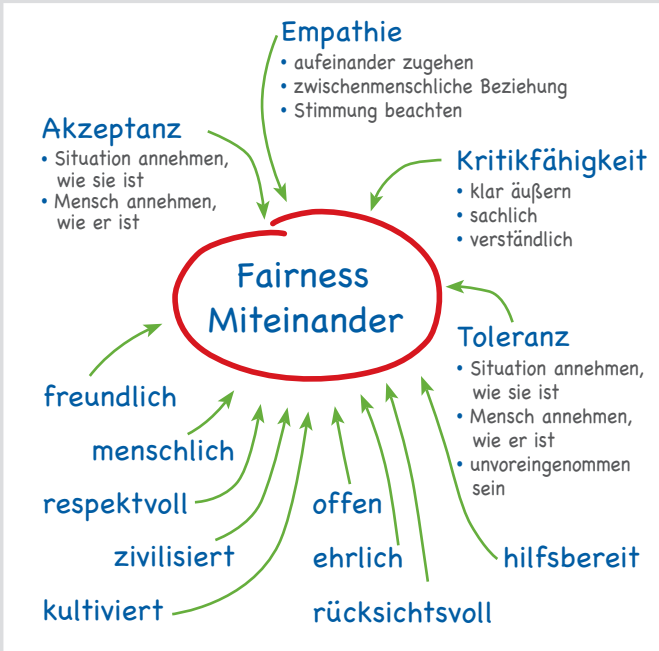 Empathie
• aufeinander zugehen
• zwischenmenschliche Beziehung
• Stimmung beachten
Akzeptanz
• Situation annehmen,
wie sie ist
• Mensch annehmen,
wie er ist
Kritikfähigkeit
• klar äußern
• sachlich
• verständlich
Fairness
Miteinander
Toleranz
• Situation annehmen,
wie sie ist
• Mensch annehmen,
wie er ist
• unvoreingenommen
sein
freundlich
menschlich
respektvoll
zivilisiert
kultiviert
offen
ehrlich
rücksichtsvoll
hilfsbereit